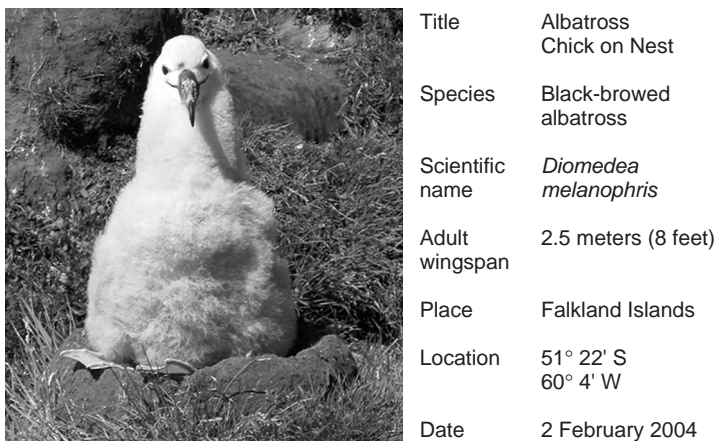 Title Albatross
Chick on Nest
Species Black-browed
albatross
Scientific Diomedea
name melanophris
Adult 2.5 meters (8 feet)
wingspan
Place Falkland Islands
Location 51° 22' S
60° 4' W
Date 2 February 2004